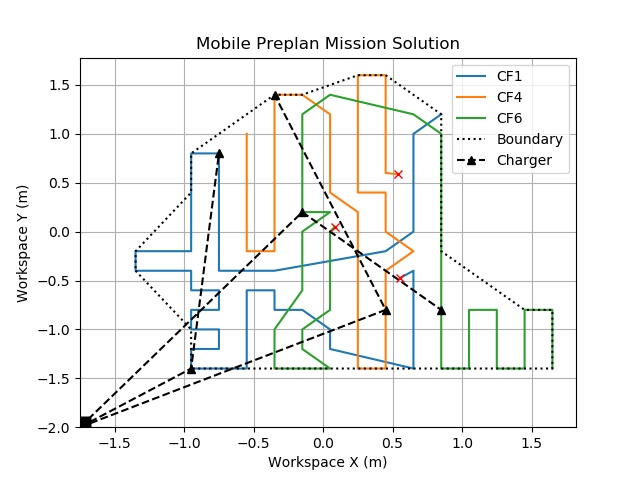 Mobile Preplan Mission Solution
CF1
CF4
CF6
Boundary
Charger
1.5
1.0
0.5
0.0
−0.5
−1.0
−1.5
−2.0
Workspace Y (m)
−1.5
−1.0
−0.5
0.0
0.5
1.0
1.5
Workspace X (m)